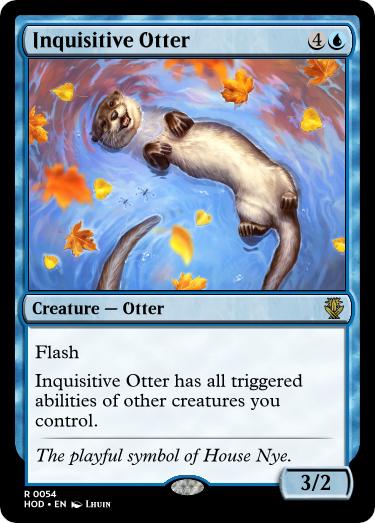 Inquisitive Otter 4
Creature — Otter
Flash
Inquisitive Otter has all triggered
abilities of other creatures you
control.
The playful symbol of House Nye.
3/2
R 0054
HOD • EN Lhuin